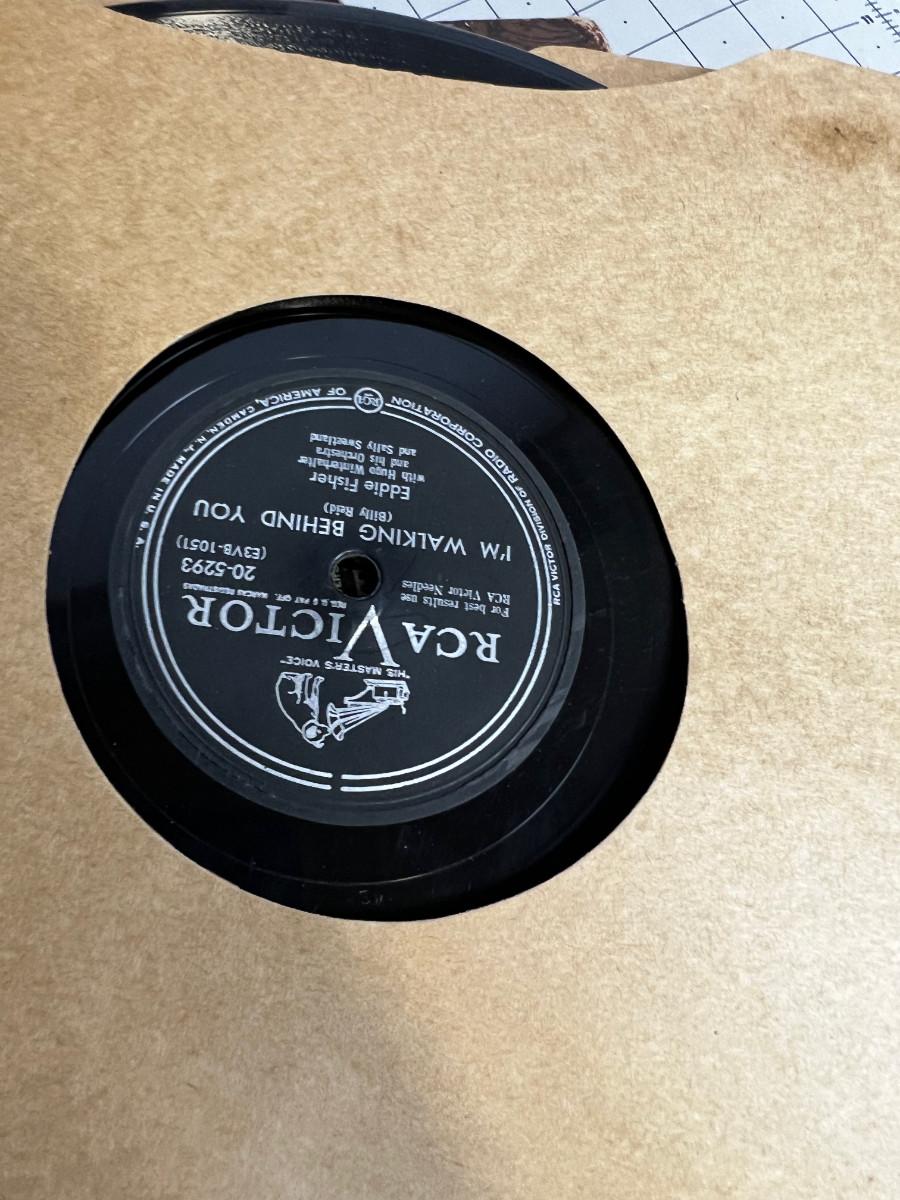 "HIS MASTER'S VOICE"
RCA VICTOR
REG. U. S. PAT. OFF. MARCAS REGISTRADAS
For best results use
RCA Victor Needles
20-5293
(E3VB-1051)
I'M WALKING BEHIND YOU
(Billy Reid)
Eddie Fisher
with Hugo Winterhalter
and his Orchestra
and Sally Sweetland
RCA VICTOR DIVISION OF RADIO CORPORATION RCA OF AMERICA, CAMDEN, N. J. MADE IN U. S. A.